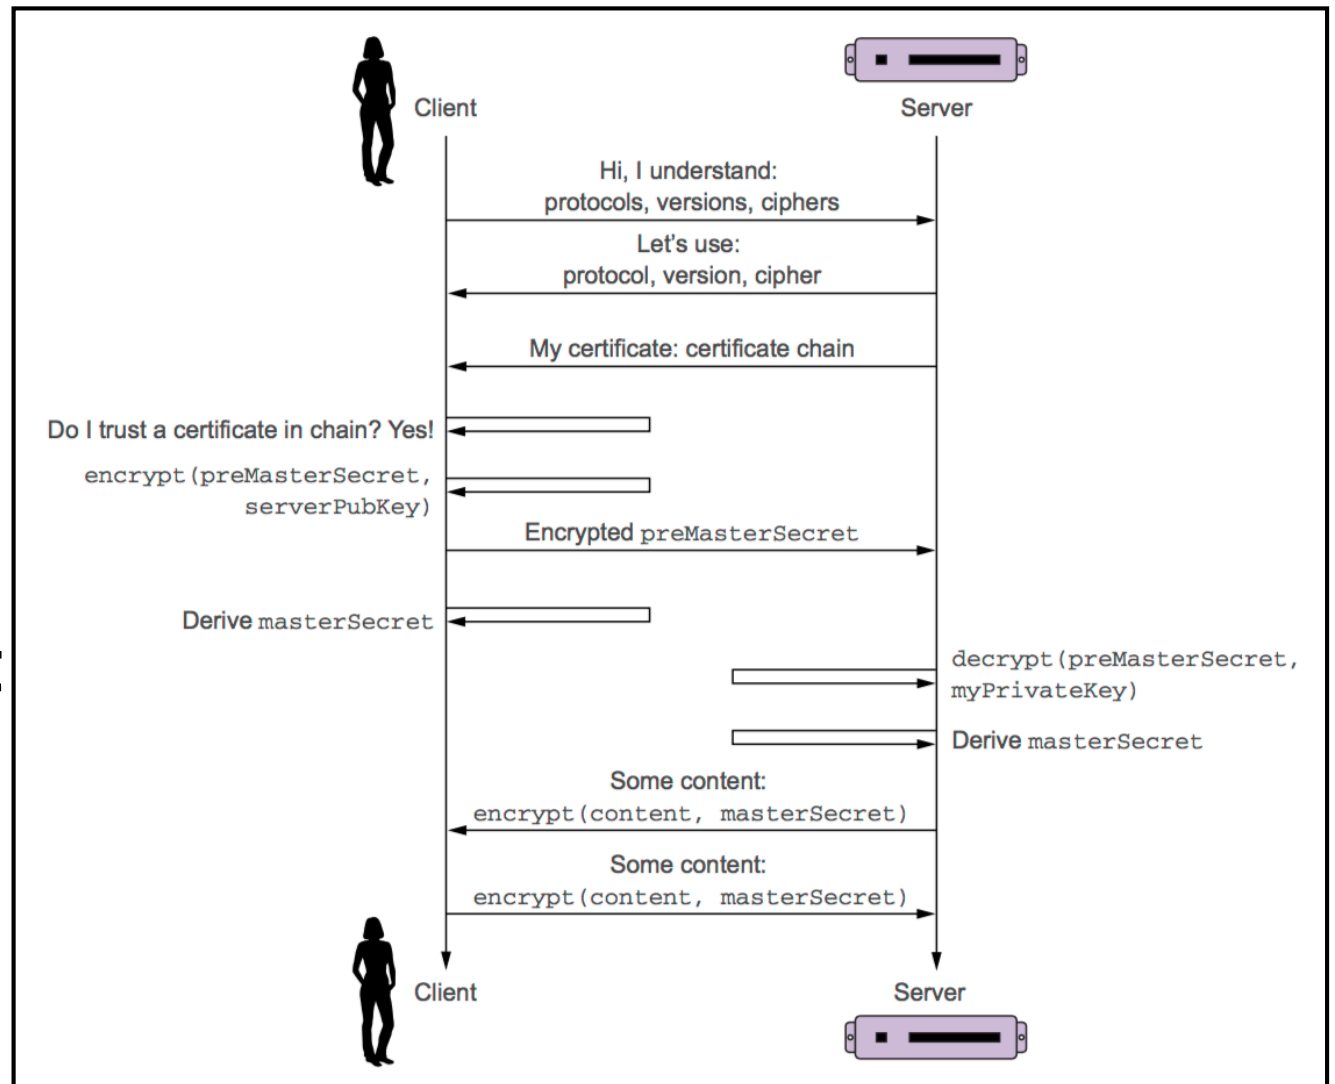 Client
Server
Hi, I understand:
protocols, versions, ciphers
Let's use:
protocol, version, cipher
My certificate: certificate chain
Do I trust a certificate in chain? Yes!
encrypt(preMasterSecret,
serverPubKey)
Encrypted preMasterSecret
Derive masterSecret
decrypt(preMasterSecret,
myPrivateKey)
Derive masterSecret
Some content:
encrypt(content, masterSecret)
Some content:
encrypt(content, masterSecret)
Client
Server